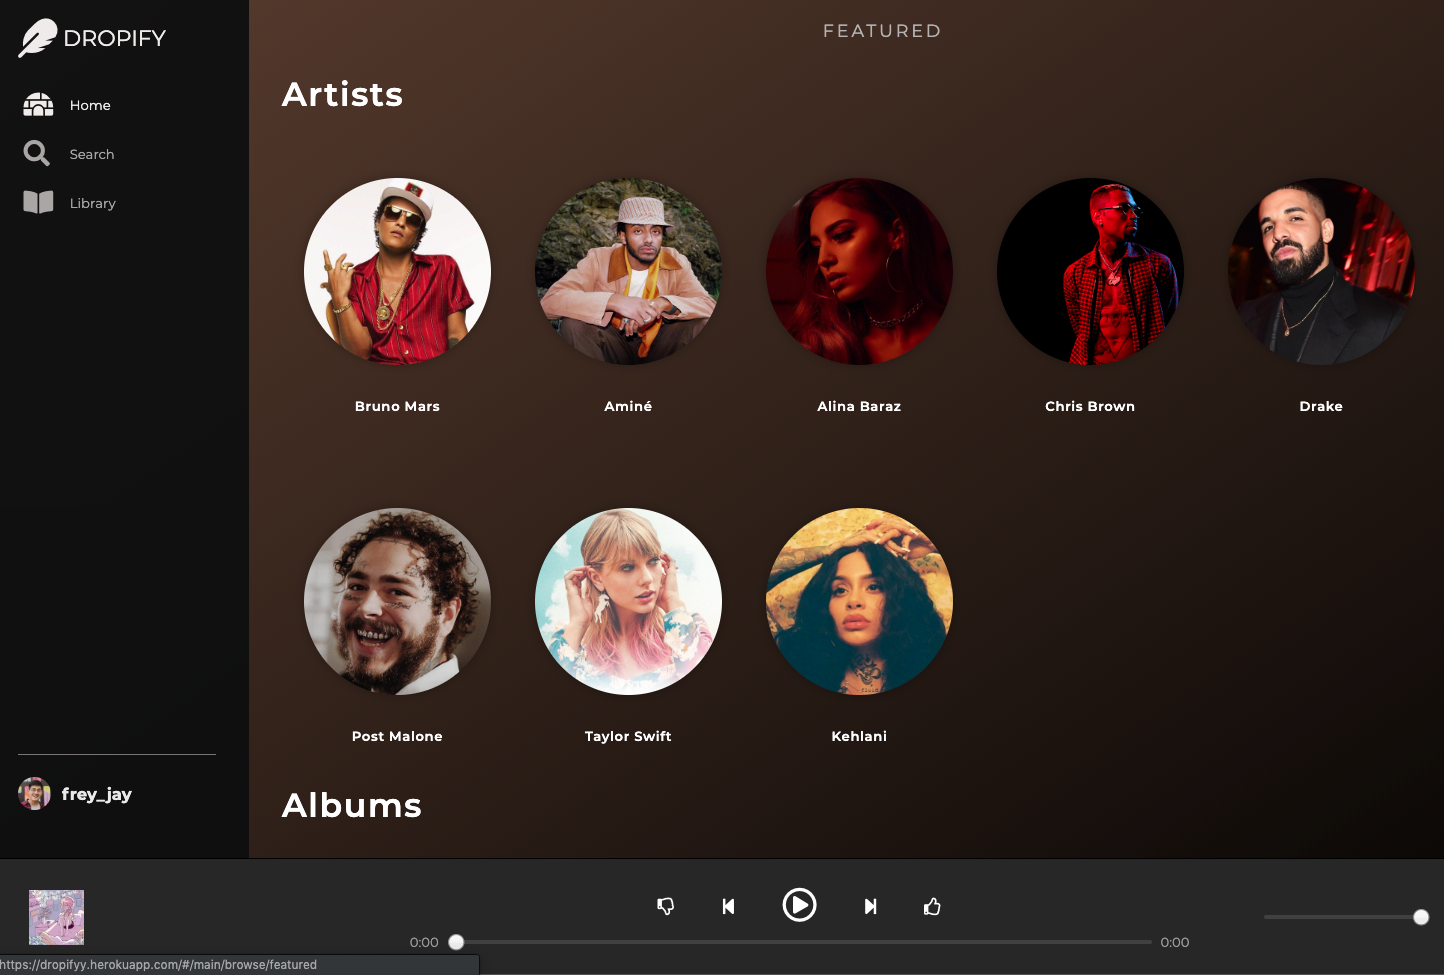 DROPIFY
FEATURED
Home
Search
Library
Artists
Bruno Mars
Aminé
Alina Baraz
Chris Brown
Drake
Post Malone
Taylor Swift
Kehlani
Albums
frey_jay
0:00
0:00
https://dropifyy.herokuapp.com/#/main/browse/featured